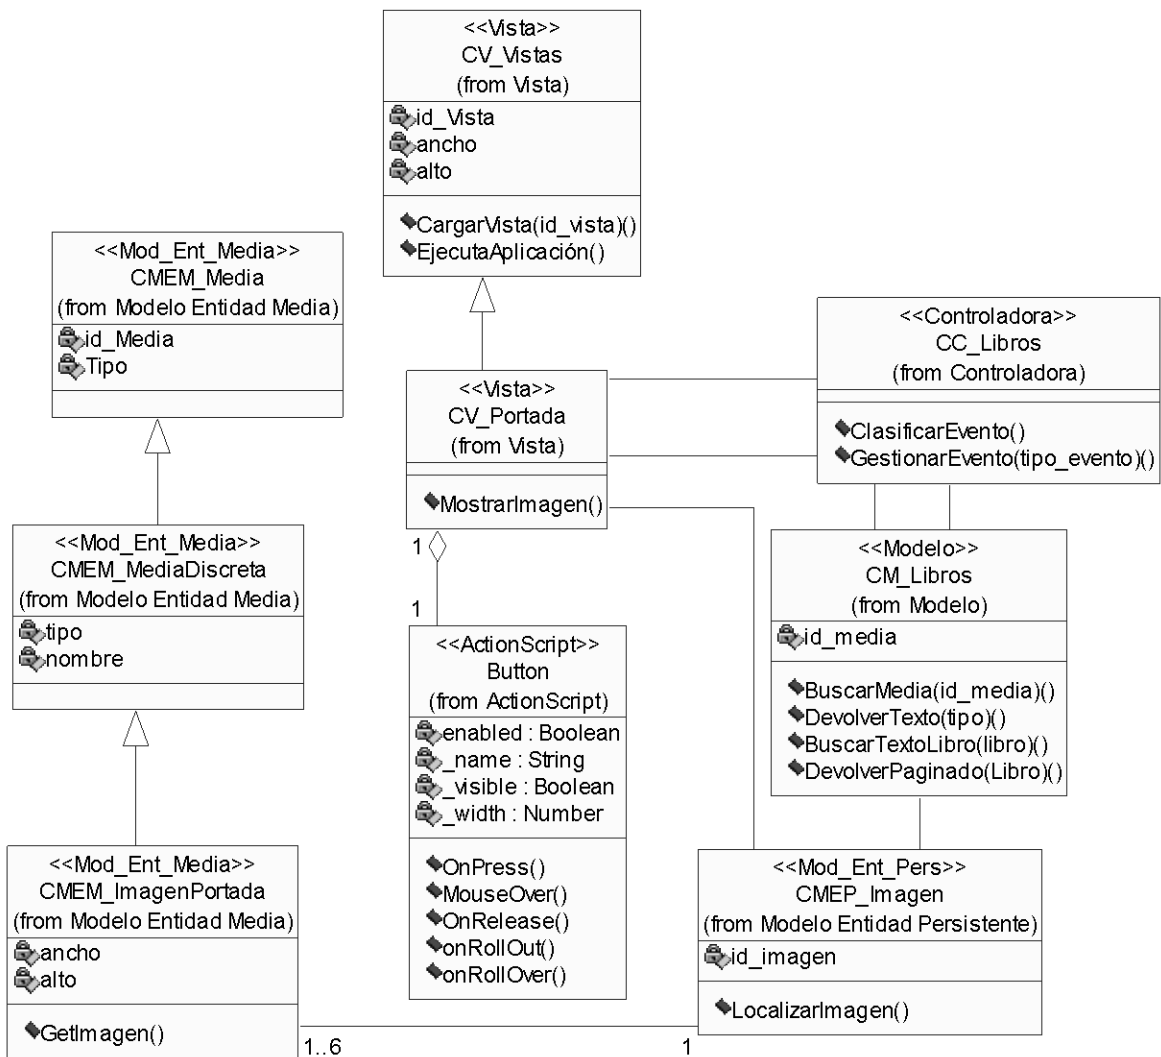 <<Vista>>
CV_Vistas
(from Vista)
id_Vista
ancho
alto
CargarVista(id_vista)()
EjecutaAplicación()
<<Mod_Ent_Media>>
CMEM_Media
(from Modelo Entidad Media)
id_Media
Tipo
<<Controladora>>
CC_Libros
(from Controladora)
ClasificarEvento()
GestionarEvento(tipo_evento)()
<<Vista>>
CV_Portada
(from Vista)
MostrarImagen()
1
1
<<Mod_Ent_Media>>
CMEM_MediaDiscreta
(from Modelo Entidad Media)
tipo
nombre
<<Modelo>>
CM_Libros
(from Modelo)
id_media
BuscarMedia(id_media)()
DevolverTexto(tipo)()
BuscarTextoLibro(libro)()
DevolverPaginado(Libro)()
<<ActionScript>>
Button
(from ActionScript)
enabled : Boolean
_name : String
_visible : Boolean
_width : Number
OnPress()
MouseOver()
OnRelease()
onRollOut()
onRollOver()
<<Mod_Ent_Media>>
CMEM_ImagenPortada
(from Modelo Entidad Media)
ancho
alto
GetImagen()
<<Mod_Ent_Pers>>
CMEP_Imagen
(from Modelo Entidad Persistente)
id_imagen
LocalizarImagen()
1..6
1